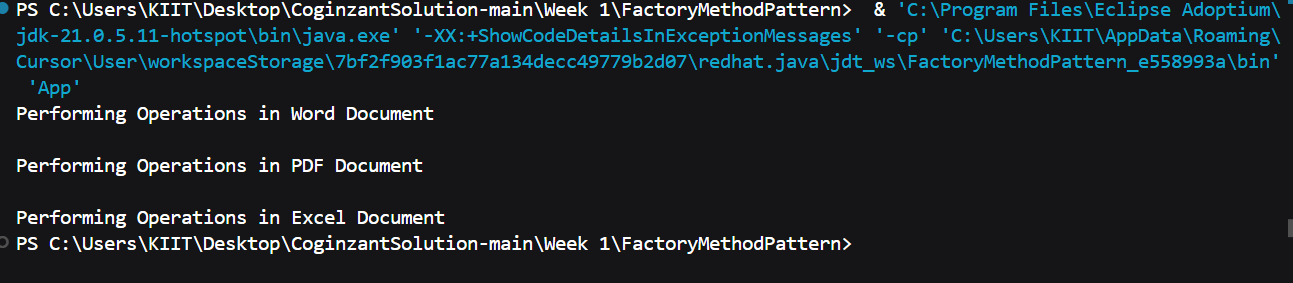 PS C:\Users\KIIT\Desktop\CoginzantSolution-main\Week 1\FactoryMethodPattern>  & 'C:\Program Files\Eclipse Adoptium\
jdk-21.0.5.11-hotspot\bin\java.exe' '-XX:+ShowCodeDetailsInExceptionMessages' '-cp' 'C:\Users\KIIT\AppData\Roaming\
Cursor\User\workspaceStorage\7bf2f903f1ac77a134decc49779b2d07\redhat.java\jdt_ws\FactoryMethodPattern_e558993a\bin'
'App'
Performing Operations in Word Document
Performing Operations in PDF Document
Performing Operations in Excel Document
PS C:\Users\KIIT\Desktop\CoginzantSolution-main\Week 1\FactoryMethodPattern>